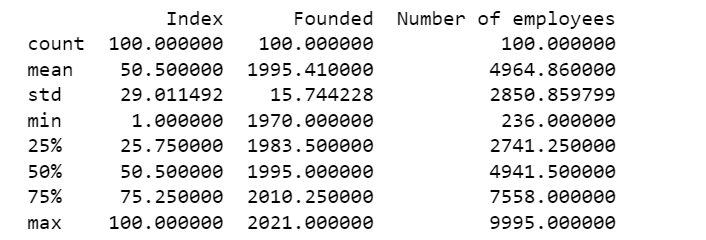 Index Founded Number of employees
count 100.000000 100.000000 100.000000
mean 50.500000 1995.410000 4964.860000
std 29.011492 15.744228 2850.859799
min 1.000000 1970.000000 236.000000
25% 25.750000 1983.500000 2741.250000
50% 50.500000 1995.000000 4941.500000
75% 75.250000 2010.250000 7558.000000
max 100.000000 2021.000000 9995.000000